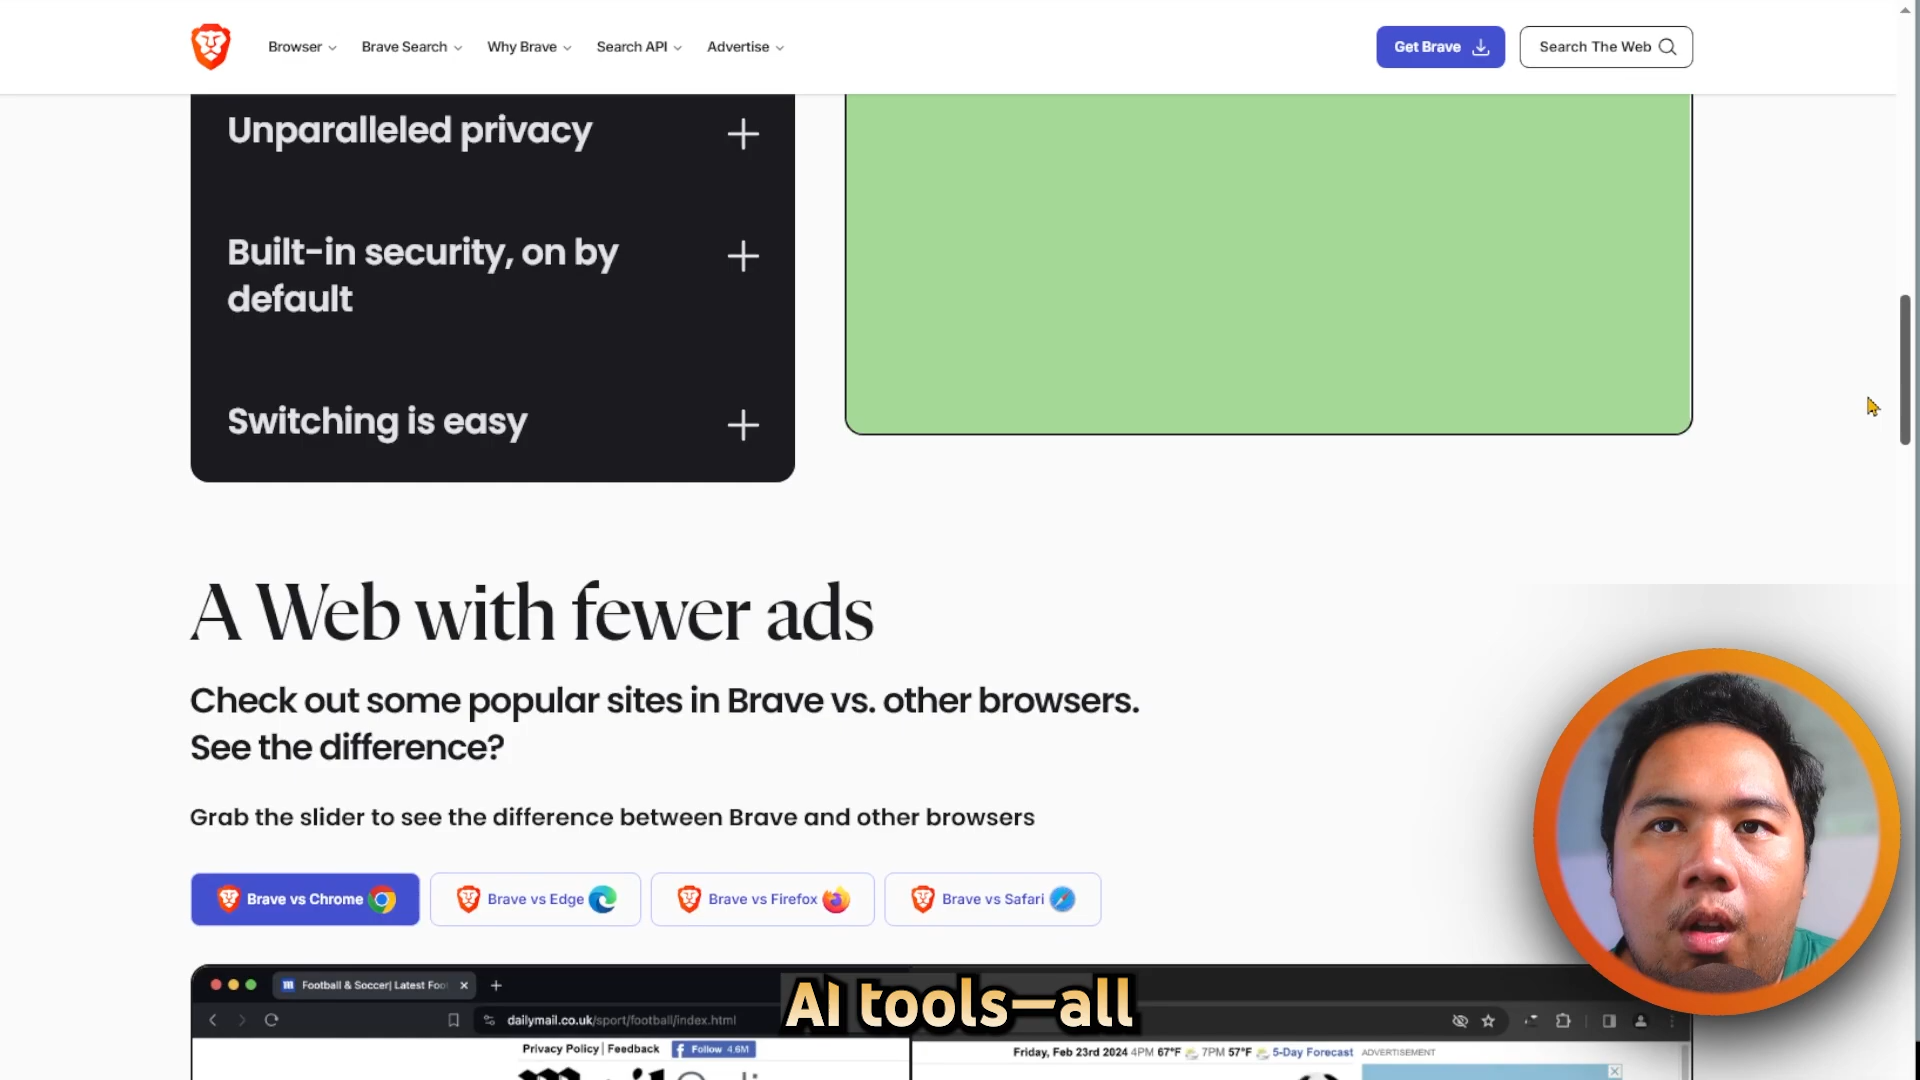 Browser
Brave Search
Why Brave
Search API
Advertise
Get Brave
Search The Web
Unparalleled privacy
Built-in security, on by
default
Switching is easy
A Web with fewer ads
Check out some popular sites in Brave vs. other browsers.
See the difference?
Grab the slider to see the difference between Brave and other browsers
Brave vs Chrome
Brave vs Edge
Brave vs Firefox
Brave vs Safari
Football & Soccer| Latest Foo
AI tools—all
dailymail.co.uk/sport/football/index.html
Privacy Policy | Feedback
Follow 4.6M
Friday, Feb 23rd 2024 4PM 67°F 7PM 57°F 5-Day Forecast
ADVERTISEMENT